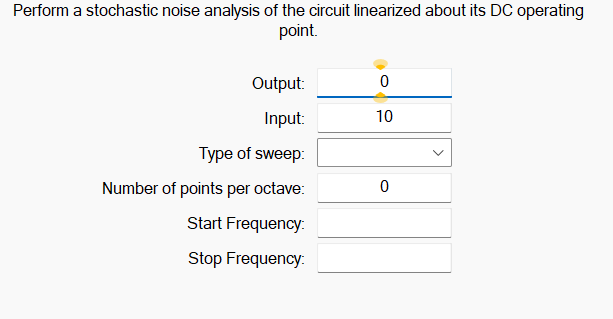 Perform a stochastic noise analysis of the circuit linearized about its DC operating
point.
Output: 0
Input: 10
Type of sweep:
Number of points per octave: 0
Start Frequency:
Stop Frequency: